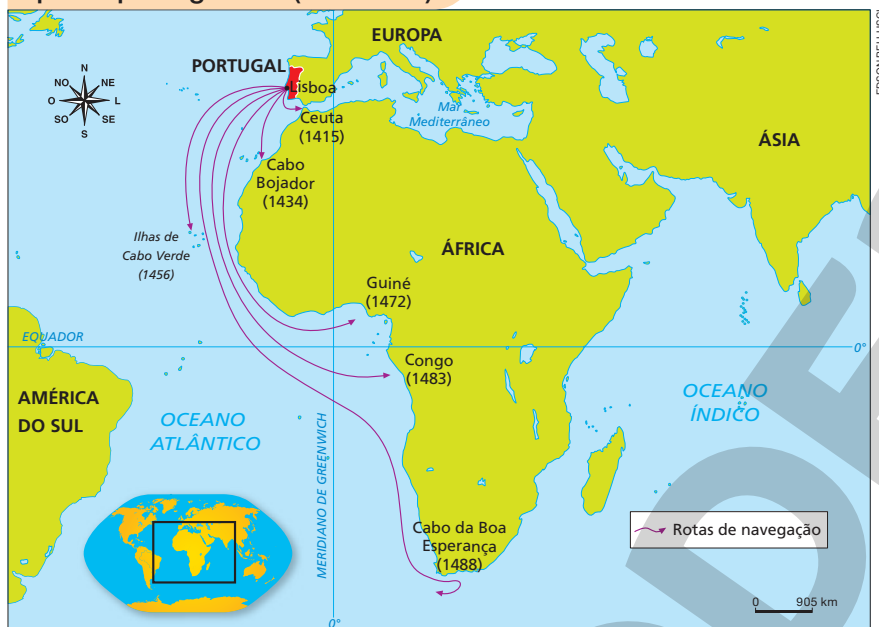 EUROPA
PORTUGAL
Lisboa
Ceuta
(1415)
Mar
Mediterrâneo
ÁSIA
N
NO
NE
O
L
SO
SE
S
Cabo
Bojador
(1434)
Ilhas de
Cabo Verde
(1456)
ÁFRICA
Guiné
(1472)
EQUADOR
0°
Congo
(1483)
AMÉRICA
DO SUL
OCEANO
ATLÂNTICO
OCEANO
ÍNDICO
MERIDIANO DE GREENWICH
Cabo da Boa
Esperança
(1488)
Rotas de navegação
0 905 km
0°